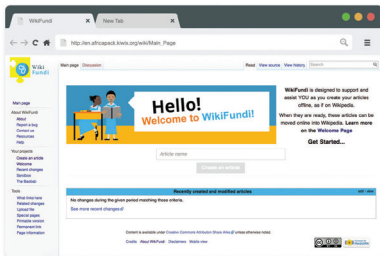 WikiFundi
New Tab
http://en.africapack.kiwix.org/wiki/Main_Page
Wiki
Fundi
Main page Discussion
Read View source View history Search
Main page
About WikiFundi
About
Report a bug
Contact us
Resources
Help
Your projects
Create an article
Welcome
Recent changes
Sandbox
The Baobab
Tools
What links here
Related changes
Upload file
Special pages
Printable version
Permanent link
Page information
Hello!
Welcome to WikiFundi!
WikiFundi is designed to support and
assist YOU as you create your articles
offline, as if on Wikipedia.
When they are ready, these articles can be
moved online into Wikipedia. Learn more
on the Welcome Page
Get Started...
Article name
Create an article
Recently created and modified articles
edit · view
No changes during the given period matching these criteria.
See more recent changes
Content is available under Creative Commons Attribution Share Alike unless otherwise noted.
Credits About WikiFundi Disclaimers Mobile view